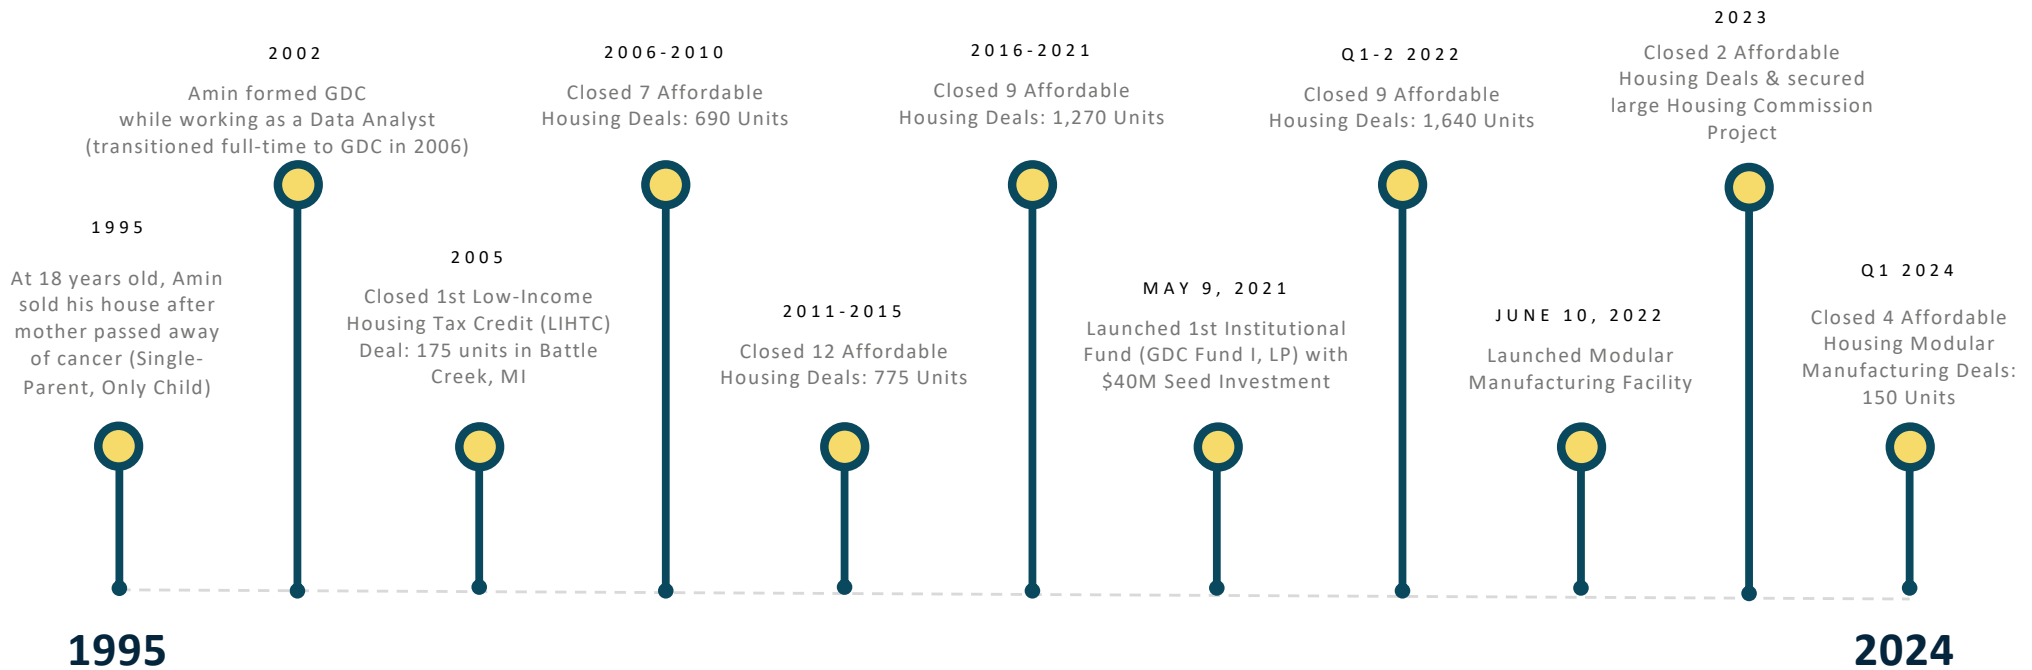 1995
At 18 years old, Amin
sold his house after
mother passed away
of cancer (Single-
Parent, Only Child)
2002
Amin formed GDC
while working as a Data Analyst
(transitioned full-time to GDC in 2006)
2005
Closed 1st Low-Income
Housing Tax Credit (LIHTC)
Deal: 175 units in Battle
Creek, MI
2006-2010
Closed 7 Affordable
Housing Deals: 690 Units
2011-2015
Closed 12 Affordable
Housing Deals: 775 Units
2016-2021
Closed 9 Affordable
Housing Deals: 1,270 Units
MAY 9, 2021
Launched 1st Institutional
Fund (GDC Fund I, LP) with
$40M Seed Investment
Q1-2 2022
Closed 9 Affordable
Housing Deals: 1,640 Units
JUNE 10, 2022
Launched Modular
Manufacturing Facility
2023
Closed 2 Affordable
Housing Deals & secured
large Housing Commission
Project
Q1 2024
Closed 4 Affordable
Housing Modular
Manufacturing Deals:
150 Units
1995
2024